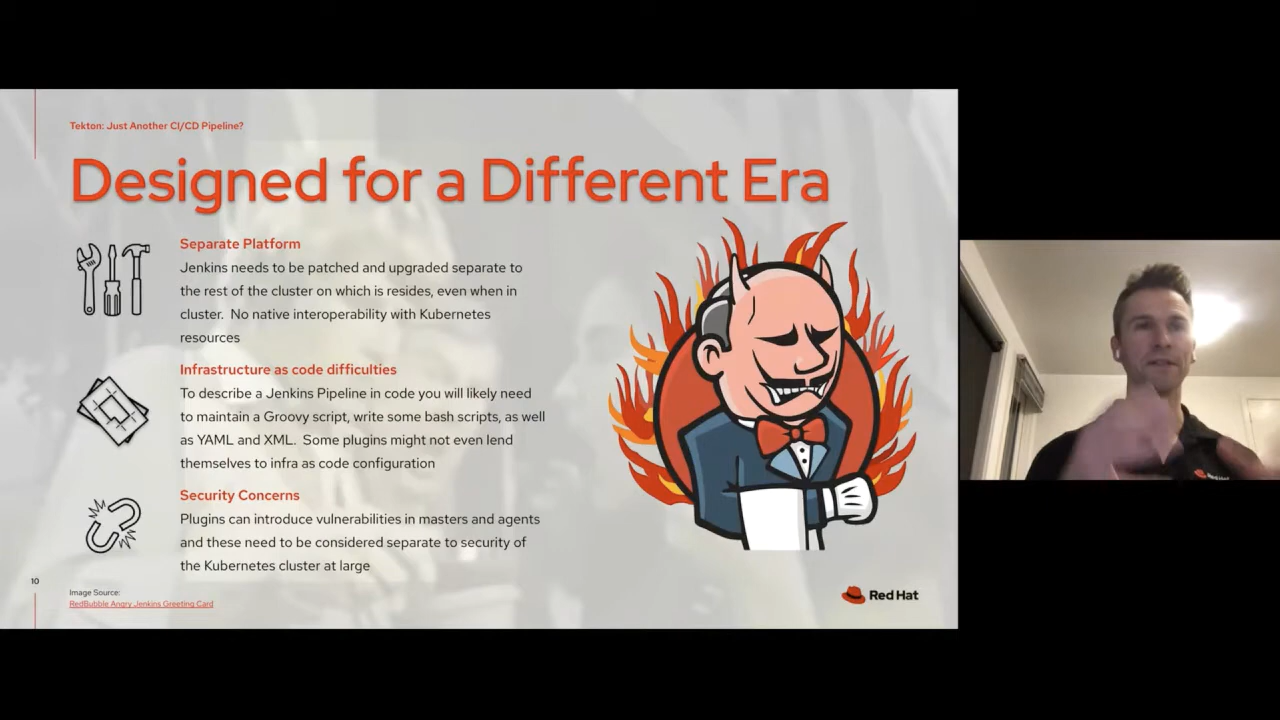 Tekton: Just Another CI/CD Pipeline?
Designed for a Different Era
Separate Platform
Jenkins needs to be patched and upgraded separate to
the rest of the cluster on which is resides, even when in
cluster. No native interoperability with Kubernetes
resources
Infrastructure as code difficulties
To describe a Jenkins Pipeline in code you will likely need
to maintain a Groovy script, write some bash scripts, as well
as YAML and XML. Some plugins might not even lend
themselves to infra as code configuration
Security Concerns
Plugins can introduce vulnerabilities in masters and agents
and these need to be considered separate to security of
the Kubernetes cluster at large
10
Image Source:
RedBubble Angry Jenkins Greeting Card
Red Hat